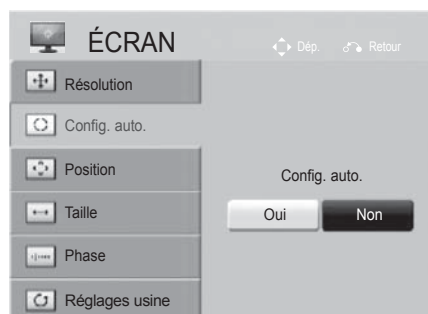 ÉCRAN
Dép. Retour
Résolution
Config. auto.
Position
Taille
Phase
Réglages usine
Config. auto.
Oui Non